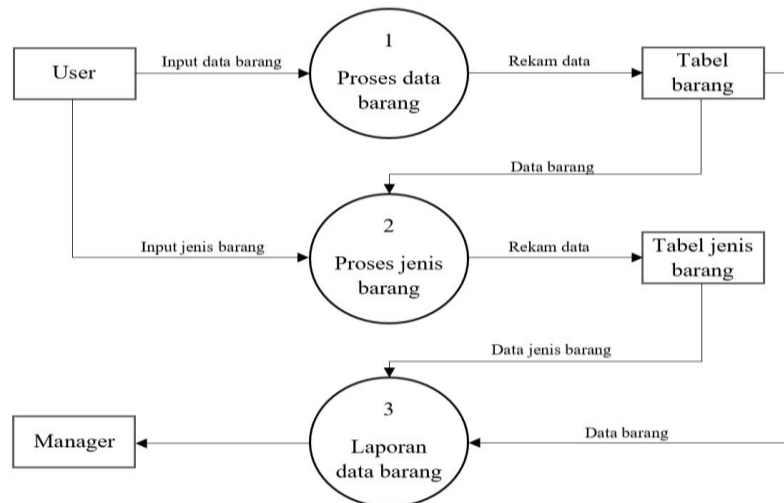 User
Input data barang
1
Proses data
barang
Rekam data
Tabel
barang
Data barang
Input jenis barang
2
Proses jenis
barang
Rekam data
Tabel jenis
barang
Data jenis barang
Manager
3
Laporan
data barang
Data barang